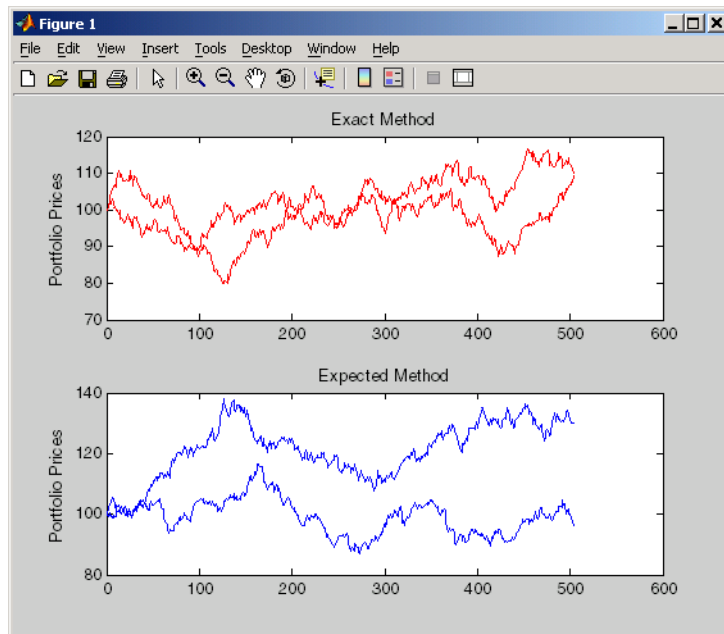 Figure 1
File Edit View Insert Tools Desktop Window Help
Exact Method
Portfolio Prices
120
110
100
90
80
70
0 100 200 300 400 500 600
Expected Method
Portfolio Prices
140
120
100
80
0 100 200 300 400 500 600